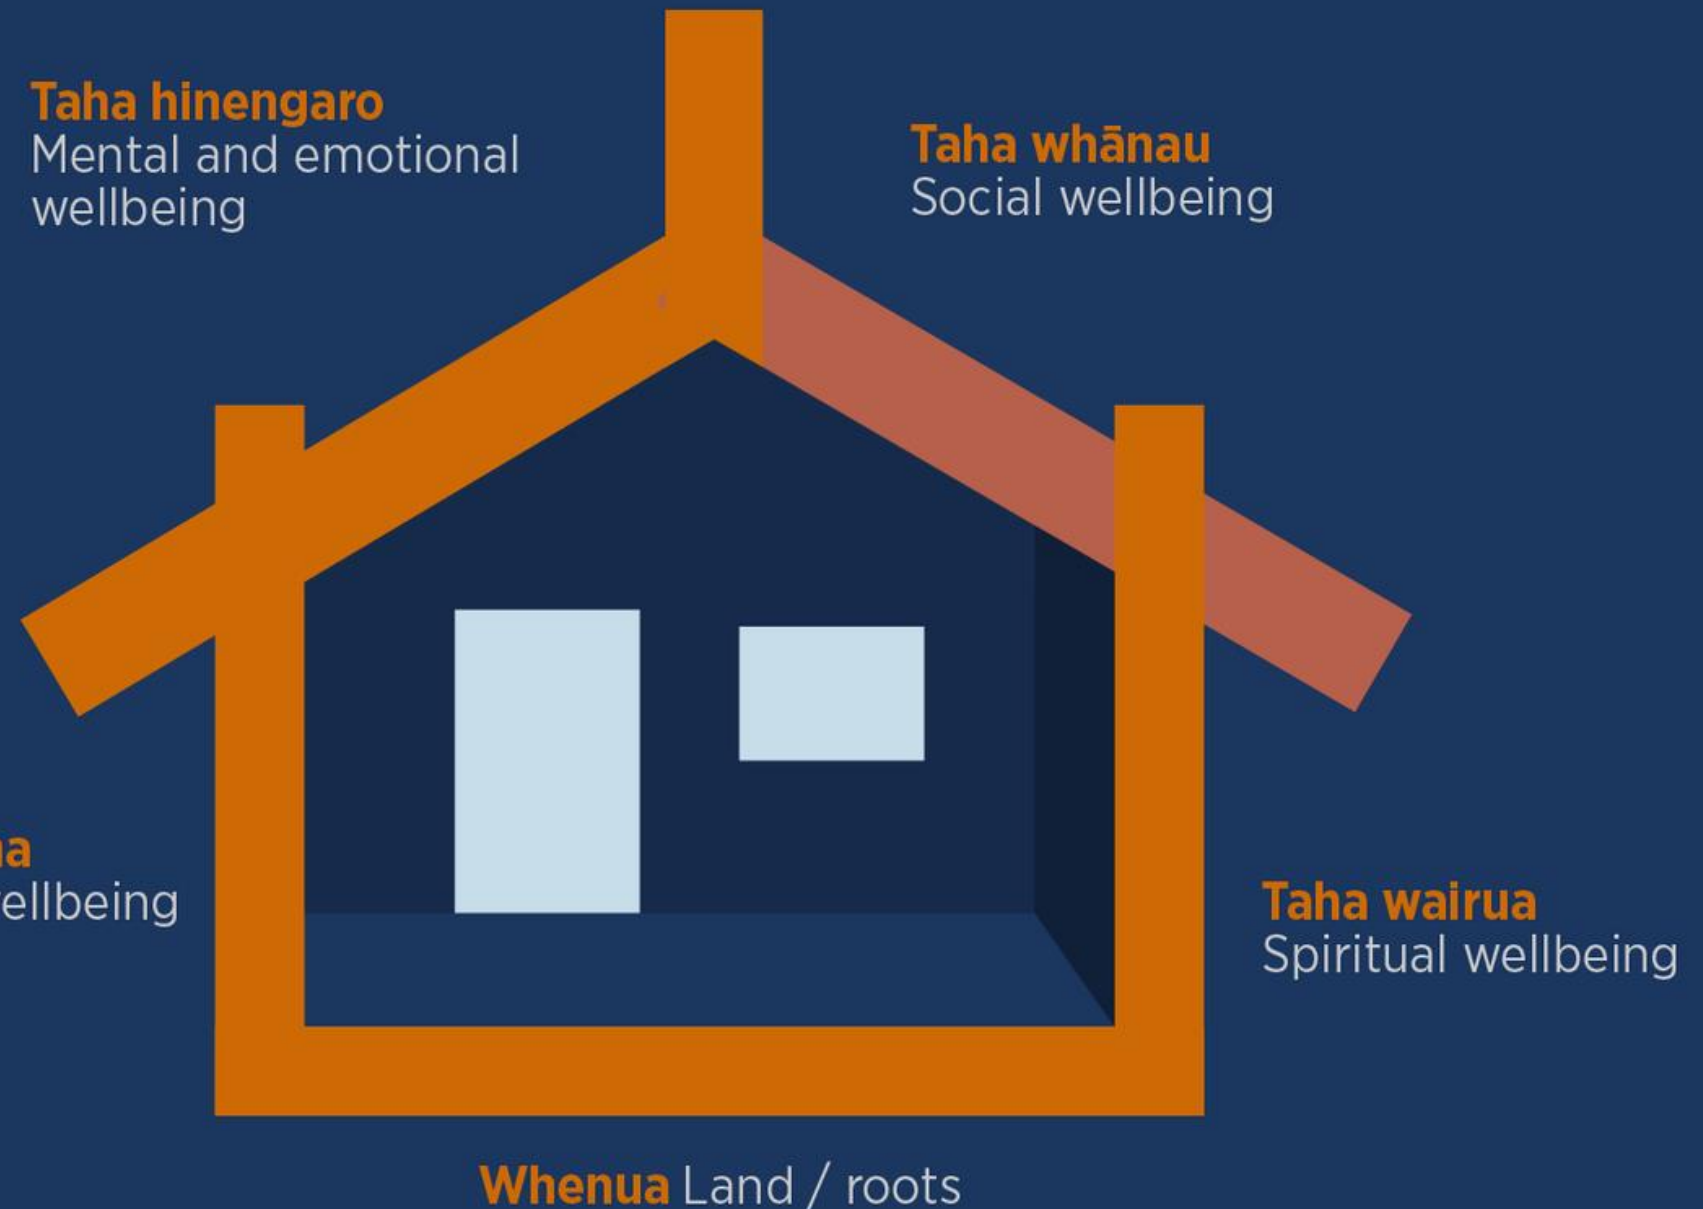 Taha hinengaro
Mental and emotional
wellbeing
Taha whānau
Social wellbeing
Taha wairua
Spiritual wellbeing
Whenua Land / roots